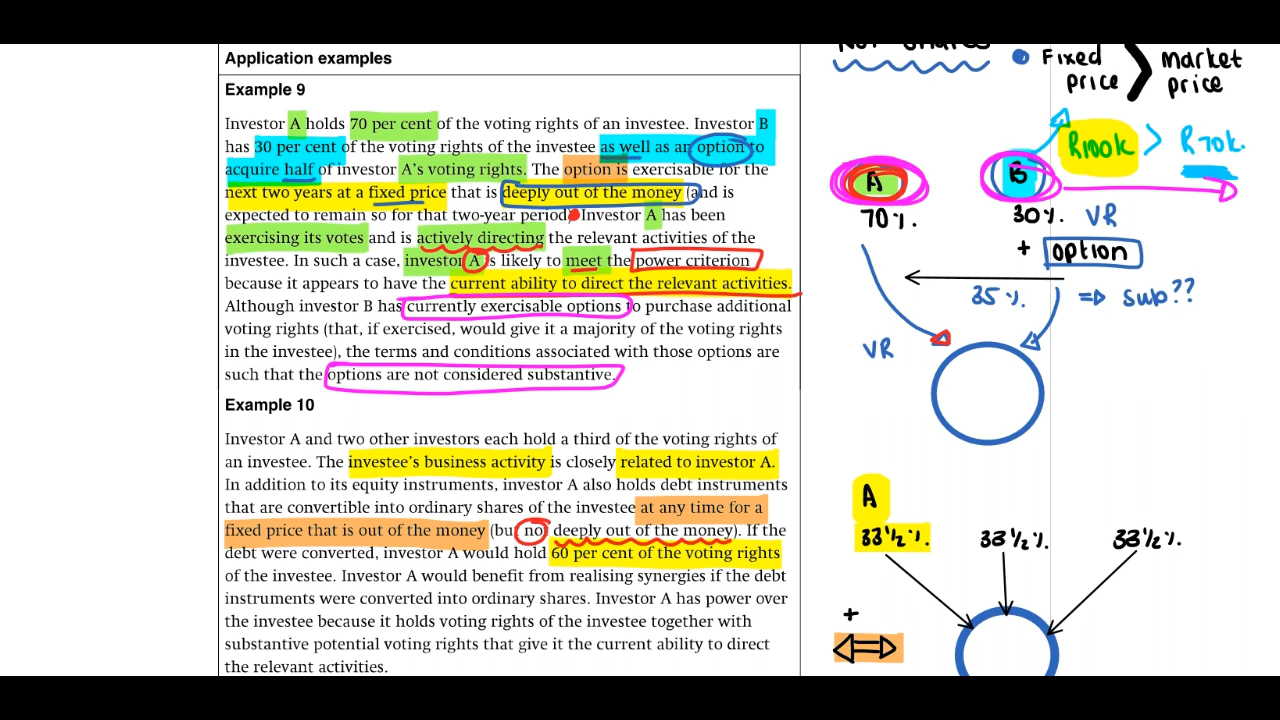 Application examples
Example 9
Investor A holds 70 per cent of the voting rights of an investee. Investor B
has 30 per cent of the voting rights of the investee as well as an option to
acquire half of investor A's voting rights. The option is exercisable for the
next two years at a fixed price that is deeply out of the money (and is
expected to remain so for that two-year period. Investor A has been
exercising its votes and is actively directing the relevant activities of the
investee. In such a case, investor A is likely to meet the power criterion
because it appears to have the current ability to direct the relevant activities.
Although investor B has currently exercisable options to purchase additional
voting rights (that, if exercised, would give it a majority of the voting rights
in the investee), the terms and conditions associated with those options are
such that the options are not considered substantive.
Example 10
Investor A and two other investors each hold a third of the voting rights of
an investee. The investee's business activity is closely related to investor A.
In addition to its equity instruments, investor A also holds debt instruments
that are convertible into ordinary shares of the investee at any time for a
fixed price that is out of the money (but not deeply out of the money). If the
debt were converted, investor A would hold 60 per cent of the voting rights
of the investee. Investor A would benefit from realising synergies if the debt
instruments were converted into ordinary shares. Investor A has power over
the investee because it holds voting rights of the investee together with
substantive potential voting rights that give it the current ability to direct
the relevant activities.
Fixed price > market price
R100k > R70k
A B
70%. 30%. VR
+ option
35%. => sub??
VR
A
33 1/2 %. 33 1/2 %. 33 1/2 %.
+